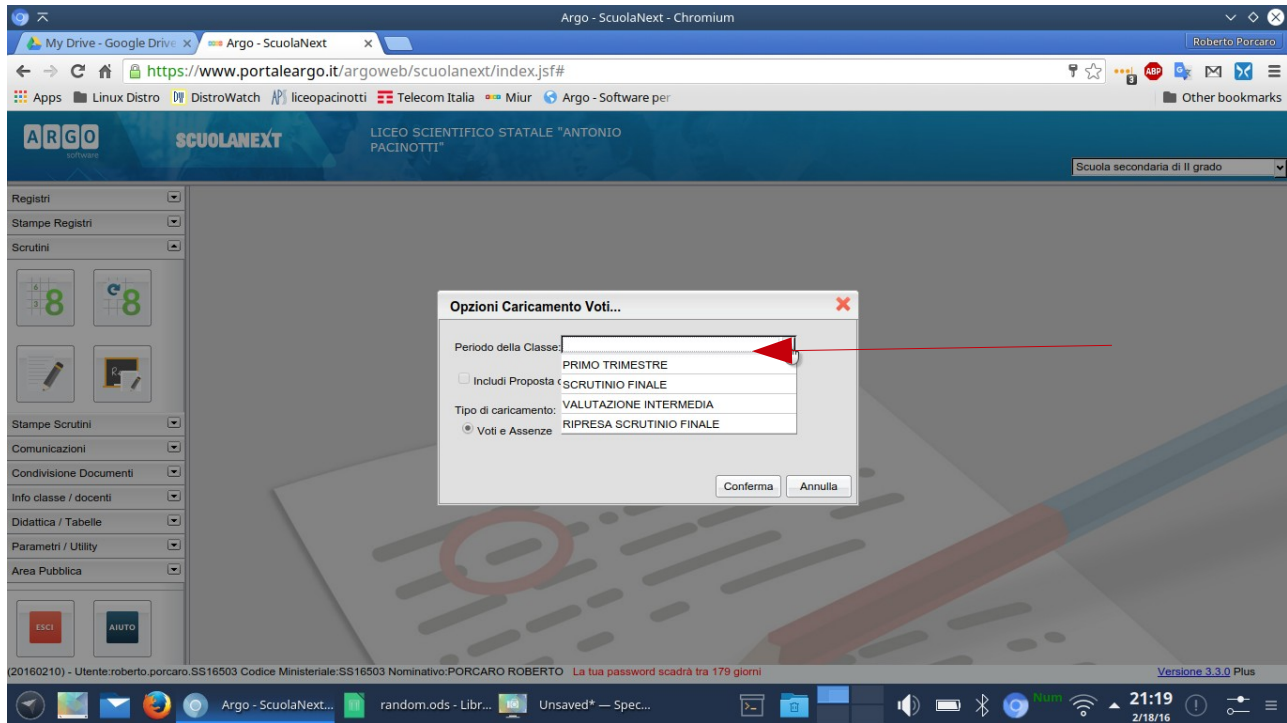 Argo - ScuolaNext - Chromium
My Drive - Google Drive
Argo - ScuolaNext
Roberto Porcaro
https://www.portaleargo.it/argoweb/scuolanext/index.jsf#
3
ABP
Apps
Linux Distro
DistroWatch
liceopacinotti
Telecom Italia
Miur
Argo - Software per
Other bookmarks
ARGO
software
SCUOLANEXT
LICEO SCIENTIFICO STATALE "ANTONIO
PACINOTTI"
Scuola secondaria di II grado
Registri
Stampe Registri
Scrutini
8
8
Stampe Scrutini
Comunicazioni
Condivisione Documenti
Info classe / docenti
Didattica / Tabelle
Parametri / Utility
Area Pubblica
ESCI
AIUTO
Opzioni Caricamento Voti...
Periodo della Classe:
PRIMO TRIMESTRE
Includi Proposta
SCRUTINIO FINALE
Tipo di caricamento:
VALUTAZIONE INTERMEDIA
Voti e Assenze
RIPRESA SCRUTINIO FINALE
Conferma
Annulla
(20160210) - Utente:roberto.porcaro.SS16503 Codice Ministeriale:SS16503 Nominativo:PORCARO ROBERTO La tua password scadrà tra 179 giorni
Versione 3.3.0 Plus
Argo - ScuolaNext...
random.ods - Libr...
Unsaved* — Spec...
Num
21:19
2/18/16